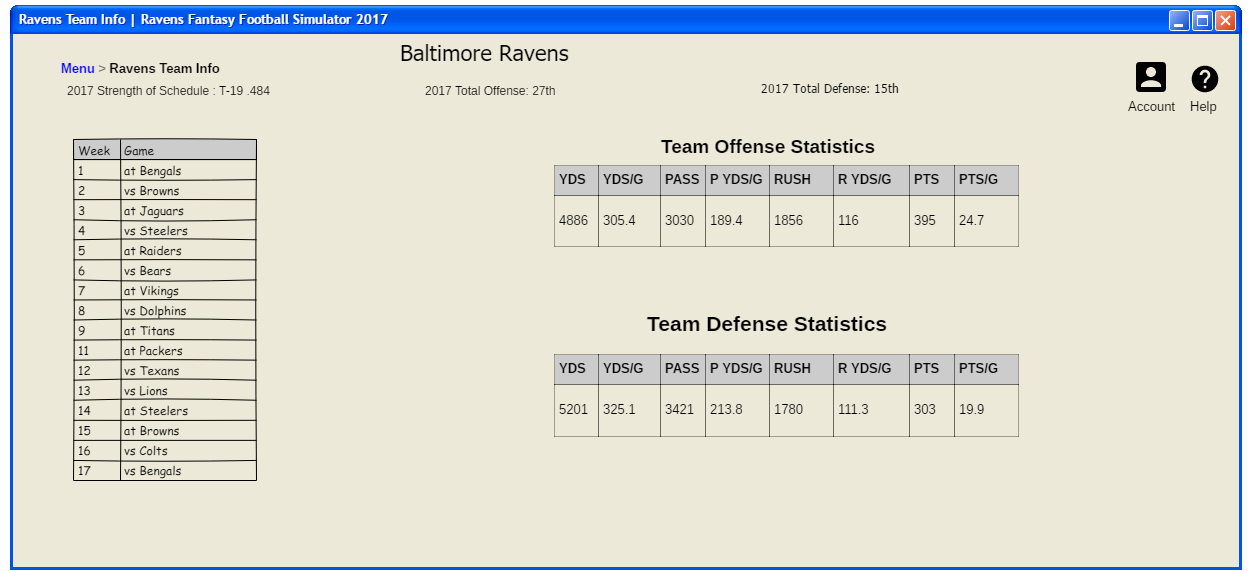 Ravens Team Info | Ravens Fantasy Football Simulator 2017
Baltimore Ravens
Menu > Ravens Team Info
2017 Strength of Schedule : T-19 .484
2017 Total Offense: 27th
2017 Total Defense: 15th
Account Help
Week Game
1 at Bengals
2 vs Browns
3 at Jaguars
4 vs Steelers
5 at Raiders
6 vs Bears
7 at Vikings
8 vs Dolphins
9 at Titans
11 at Packers
12 vs Texans
13 vs Lions
14 at Steelers
15 at Browns
16 vs Colts
17 vs Bengals
Team Offense Statistics
YDS YDS/G PASS P YDS/G RUSH R YDS/G PTS PTS/G
4886 305.4 3030 189.4 1856 116 395 24.7
Team Defense Statistics
YDS YDS/G PASS P YDS/G RUSH R YDS/G PTS PTS/G
5201 325.1 3421 213.8 1780 111.3 303 19.9